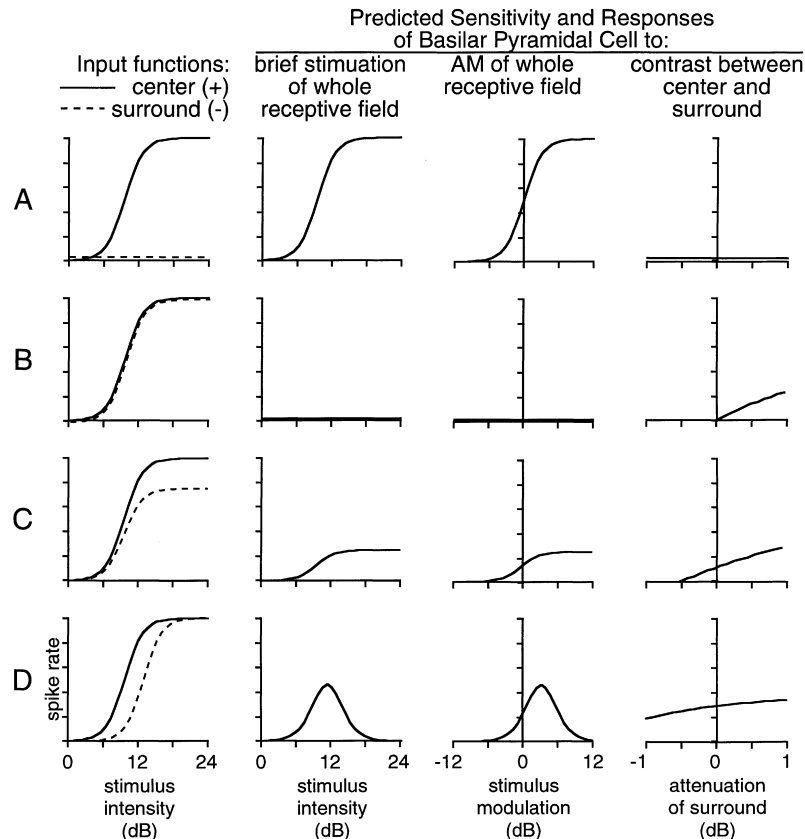 Predicted Sensitivity and Responses
of Basilar Pyramidal Cell to:
Input functions:
center (+)
surround (-)
brief stimuation
of whole
receptive field
AM of whole
receptive field
contrast between
center and
surround
A
B
C
D
spike rate
0 12 24
stimulus
intensity
(dB)
0 12 24
stimulus
intensity
(dB)
-12 0 12
stimulus
modulation
(dB)
-1 0 1
attenuation
of surround
(dB)